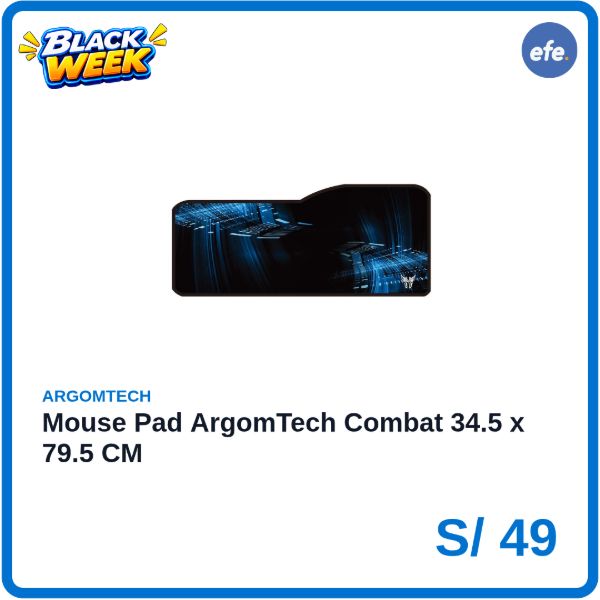 BLACK
WEEK
efe.
ARGOMTECH
Mouse Pad ArgomTech Combat 34.5 x
79.5 CM
S/ 49